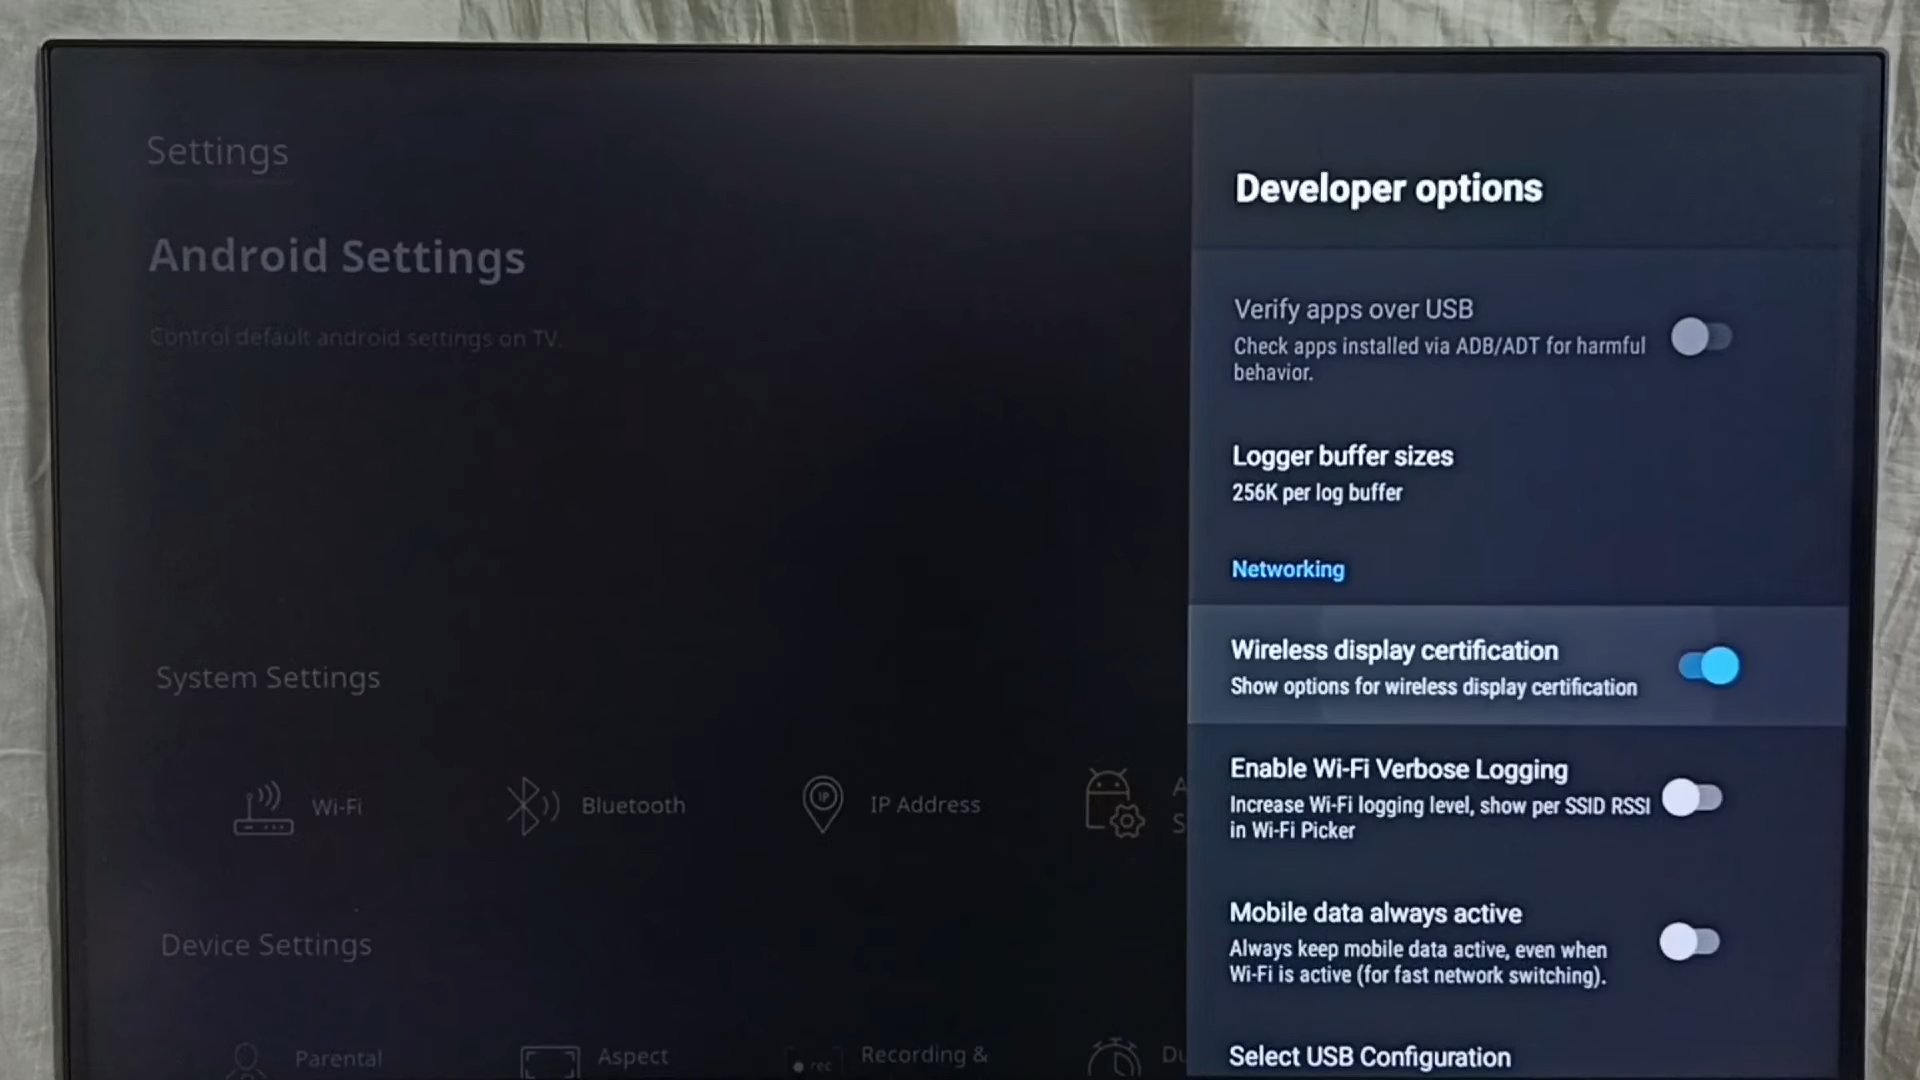 Settings
Android Settings
Control default android settings on TV.
System Settings
Wi-Fi
Bluetooth
IP
IP Address
A
S
Device Settings
Parental
Aspect
rec
Recording &
Du
Developer options
Verify apps over USB
Check apps installed via ADB/ADT for harmful
behavior.
Logger buffer sizes
256K per log buffer
Networking
Wireless display certification
Show options for wireless display certification
Enable Wi-Fi Verbose Logging
Increase Wi-Fi logging level, show per SSID RSSI
in Wi-Fi Picker
Mobile data always active
Always keep mobile data active, even when
Wi-Fi is active (for fast network switching).
Select USB Configuration